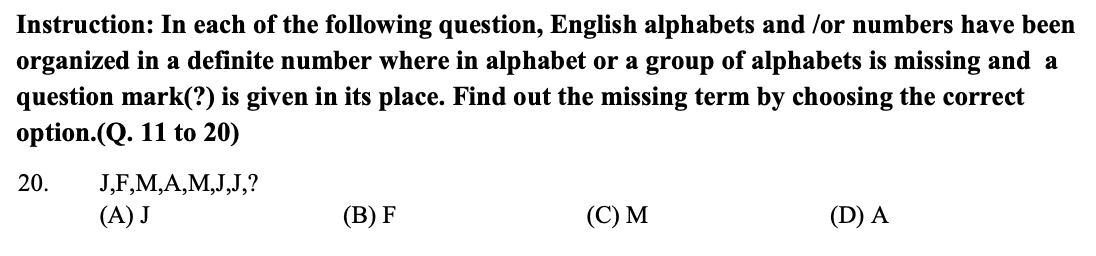 Instruction: In each of the following question, English alphabets and /or numbers have been
organized in a definite number where in alphabet or a group of alphabets is missing and a
question mark(?) is given in its place. Find out the missing term by choosing the correct
option.(Q. 11 to 20)
20. J,F,M,A,M,J,J,?
(A) J (B) F (C) M (D) A